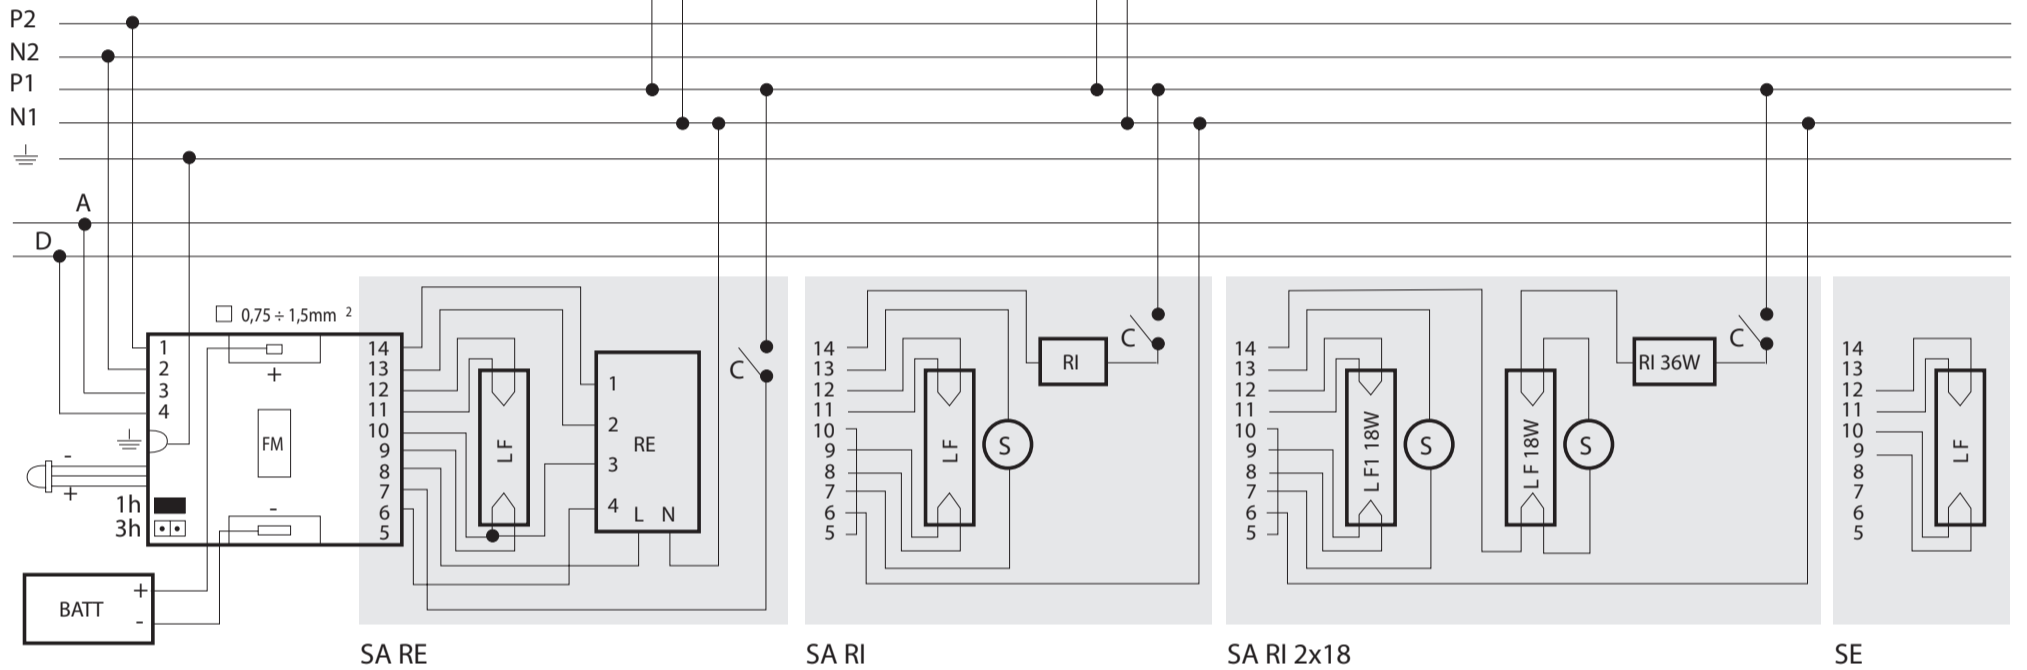 P2
N2
P1
N1
A
D
0,75 ÷ 1,5mm 2
1
2
3
4
+
FM
-
-
+
1h
3h
BATT
+
-
14
13
12
11
10
9
8
7
6
5
LF
1
2
3
4
RE
L N
C
SA RE
14
13
12
11
10
9
8
7
6
5
LF
S
RI
C
SA RI
14
13
12
11
10
9
8
7
6
5
LF1 18W
S
LF 18W
S
RI 36W
C
SA RI 2x18
14
13
12
11
10
9
8
7
6
5
LF
SE